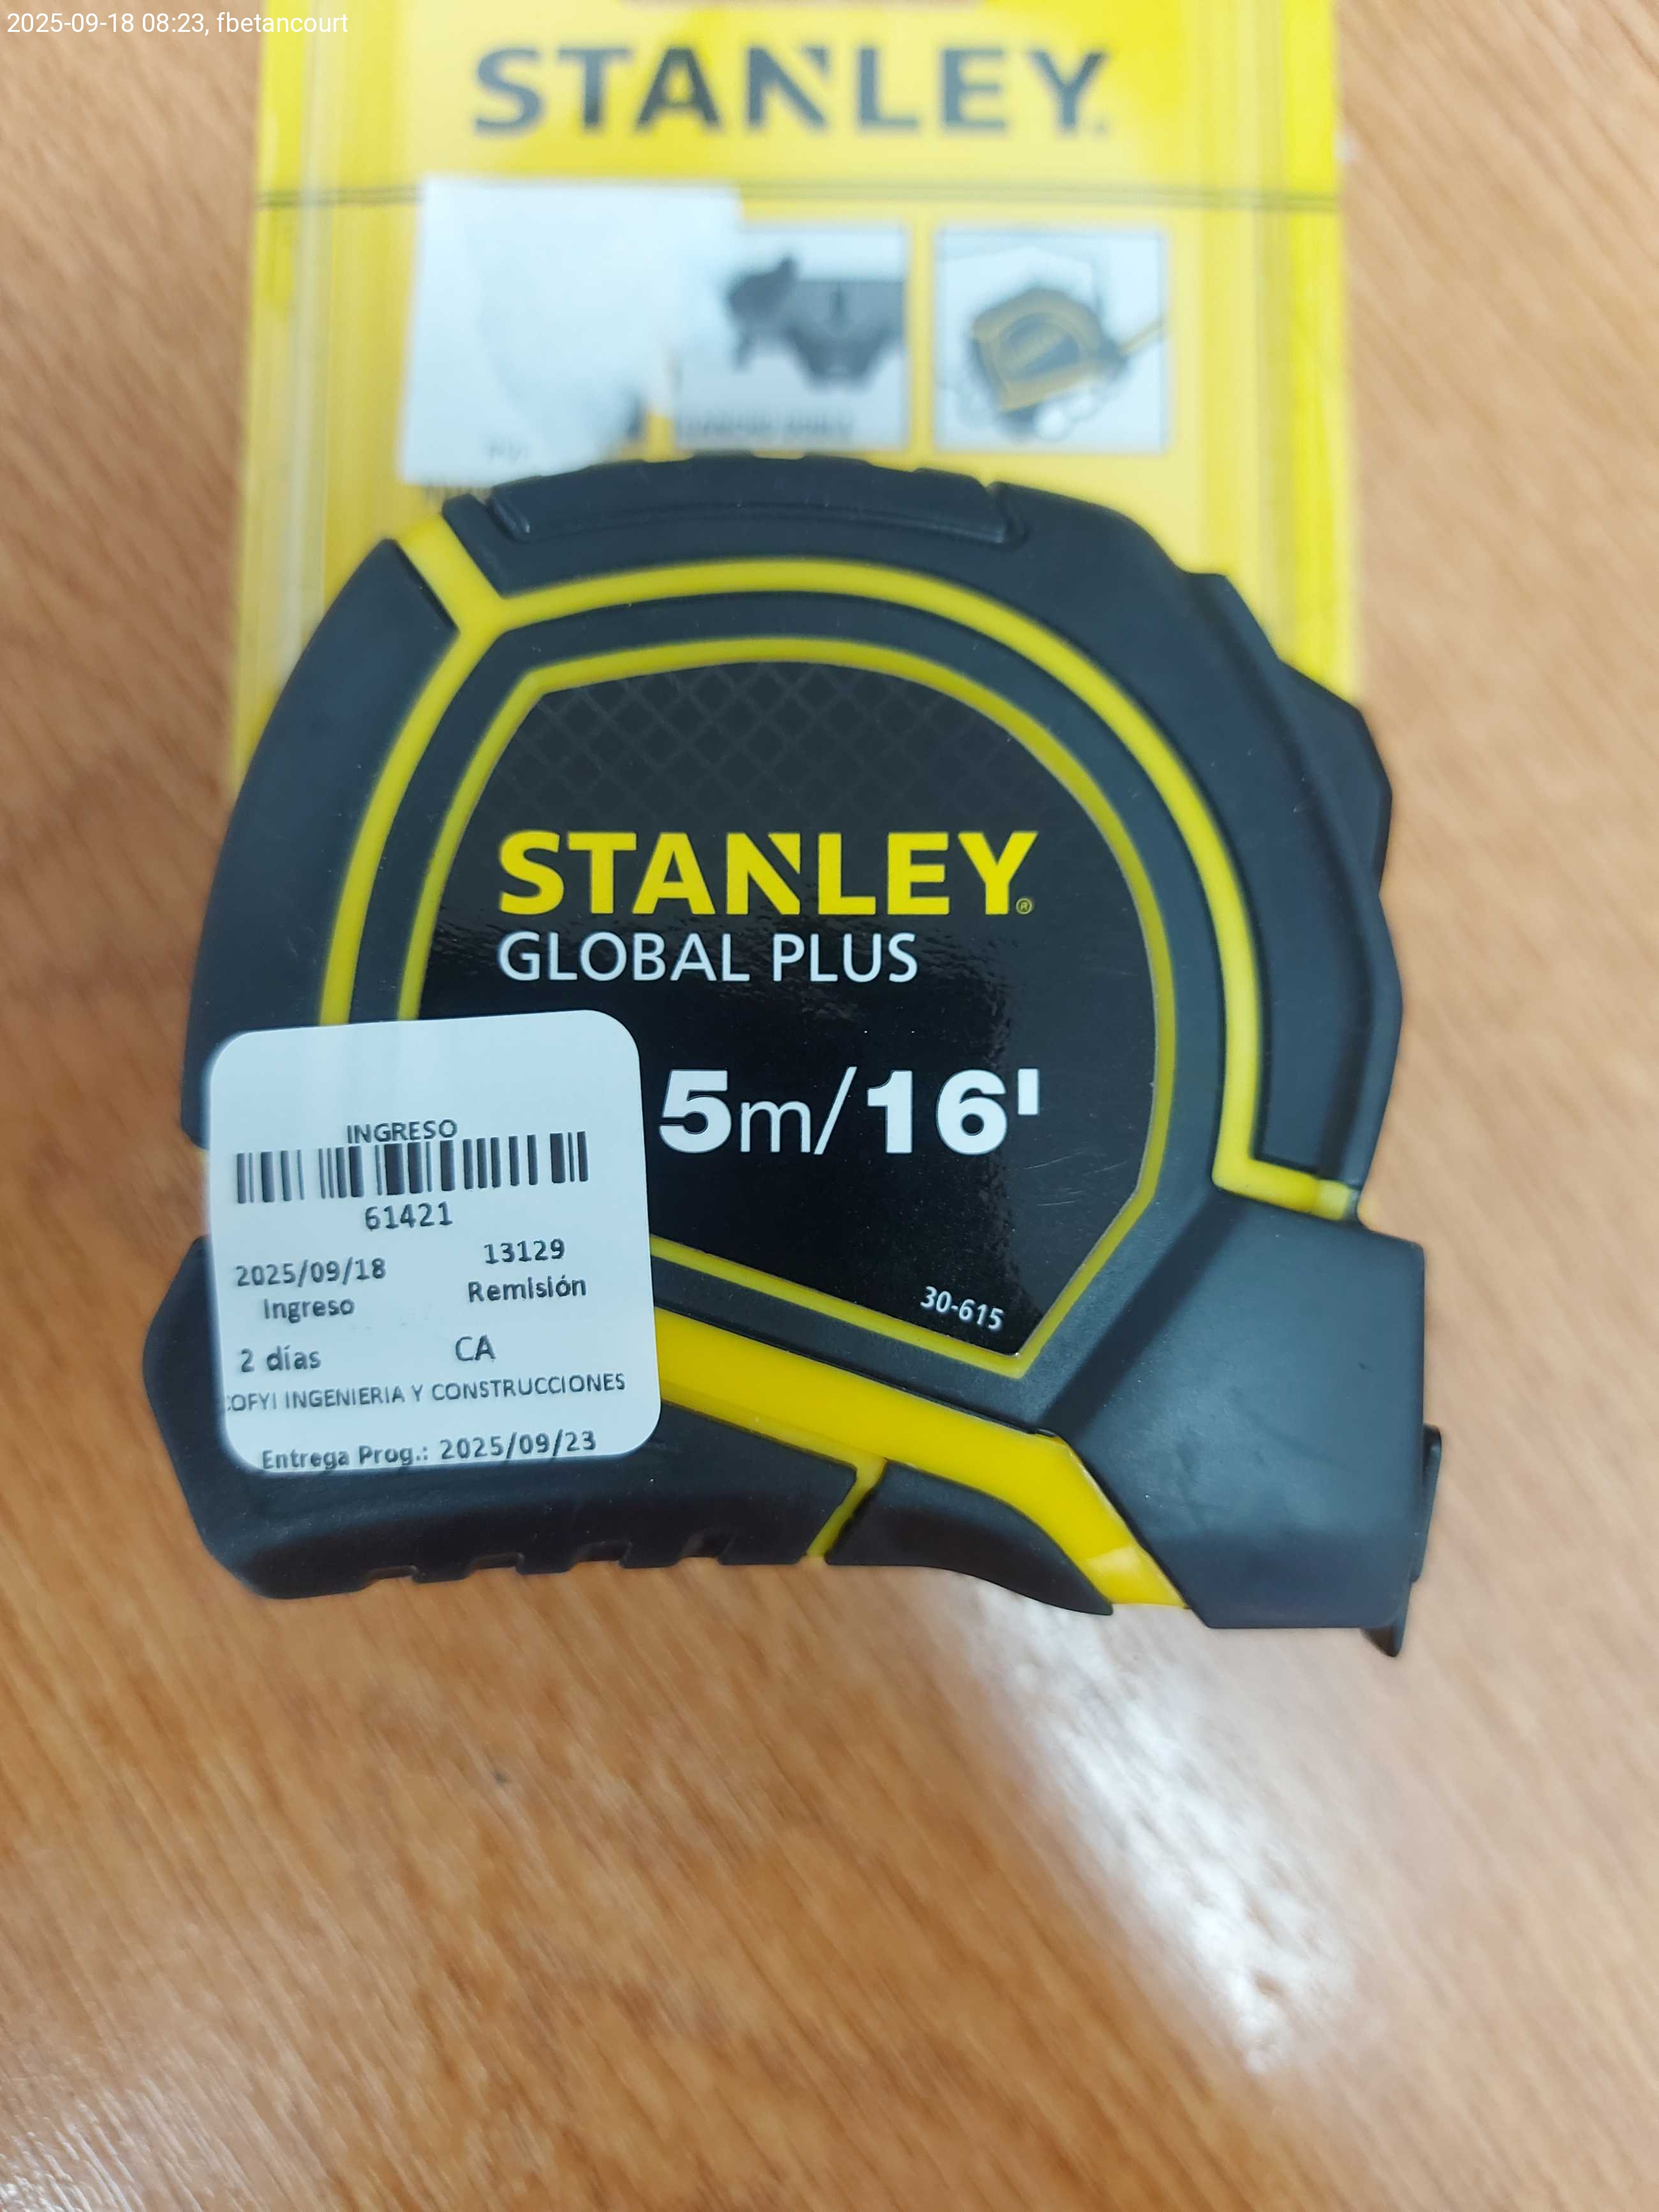 2025-09-18 08:23, fbetancourt
STANLEY
STANLEY®
GLOBAL PLUS
5m/16'
30-615
INGRESO
61421
2025/09/18 13129
Ingreso Remisión
2 días CA
INGENIERIA Y CONSTRUCCIONES
Entrega Prog.: 2025/09/23